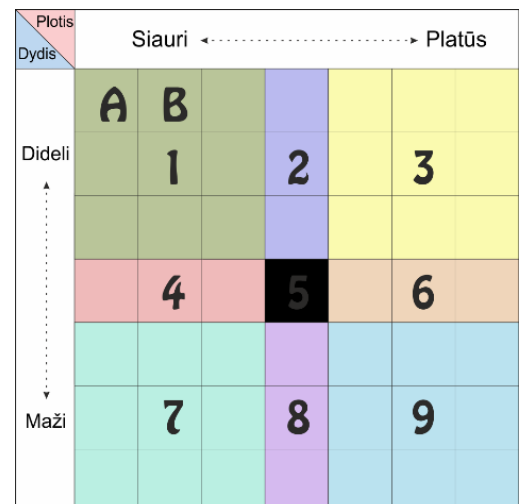 Plotis
Dydis
Siauri Platūs
A B
Dideli
1 2 3
4 5 6
Maži
7 8 9